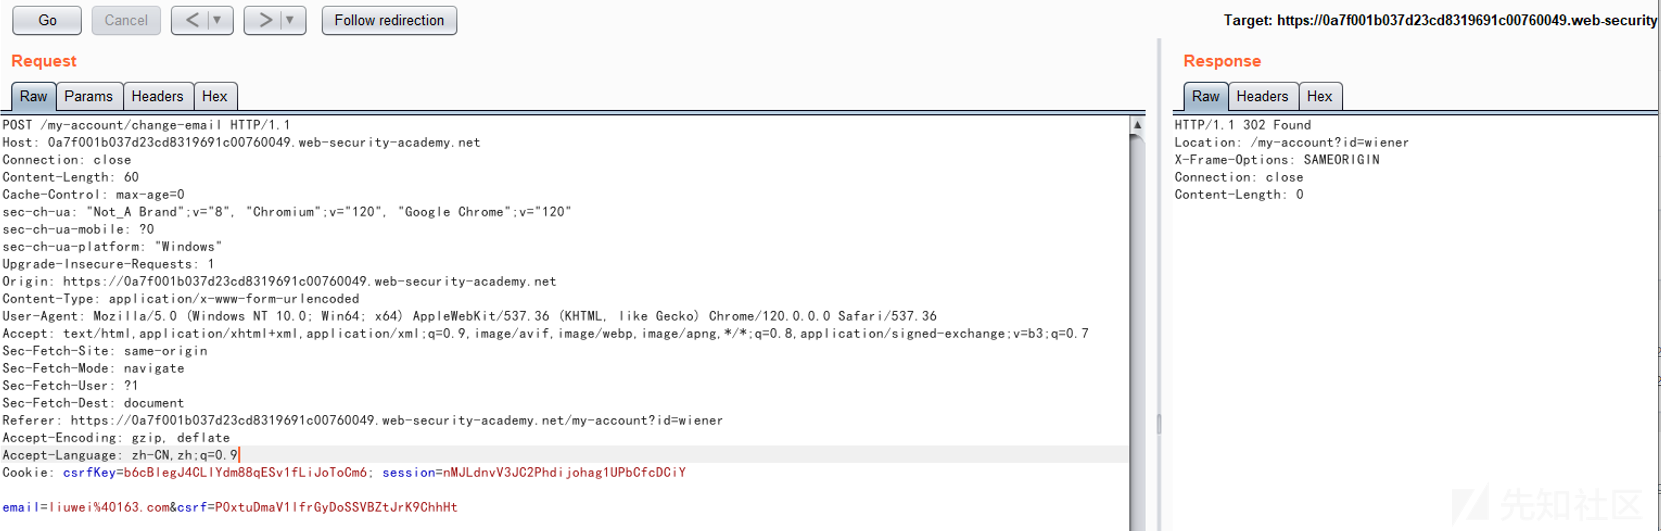 Go Cancel < > Follow redirection Target: https://0a7f001b037d23cd8319691c00760049.web-security
Request
Raw Params Headers Hex
POST /my-account/change-email HTTP/1.1
Host: 0a7f001b037d23cd8319691c00760049.web-security-academy.net
Connection: close
Content-Length: 60
Cache-Control: max-age=0
sec-ch-ua: "Not_A Brand";v="8", "Chromium";v="120", "Google Chrome";v="120"
sec-ch-ua-mobile: ?0
sec-ch-ua-platform: "Windows"
Upgrade-Insecure-Requests: 1
Origin: https://0a7f001b037d23cd8319691c00760049.web-security-academy.net
Content-Type: application/x-www-form-urlencoded
User-Agent: Mozilla/5.0 (Windows NT 10.0; Win64; x64) AppleWebKit/537.36 (KHTML, like Gecko) Chrome/120.0.0.0 Safari/537.36
Accept: text/html,application/xhtml+xml,application/xml;q=0.9,image/avif,image/webp,image/apng,*/*;q=0.8,application/signed-exchange;v=b3;q=0.7
Sec-Fetch-Site: same-origin
Sec-Fetch-Mode: navigate
Sec-Fetch-User: ?1
Sec-Fetch-Dest: document
Referer: https://0a7f001b037d23cd8319691c00760049.web-security-academy.net/my-account?id=wiener
Accept-Encoding: gzip, deflate
Accept-Language: zh-CN,zh;q=0.9
Cookie: csrfKey=b6cBlegJ4CLIYdm88qESv1fLiJoToCm6; session=nMJLdnvV3JC2Phdijohag1UPbCfcDCiY
email=liuwei%40163.com&csrf=POxtuDmaV1lfrGyDoSSVBZtJrK9ChhHt
Response
Raw Headers Hex
HTTP/1.1 302 Found
Location: /my-account?id=wiener
X-Frame-Options: SAMEORIGIN
Connection: close
Content-Length: 0
先知社区